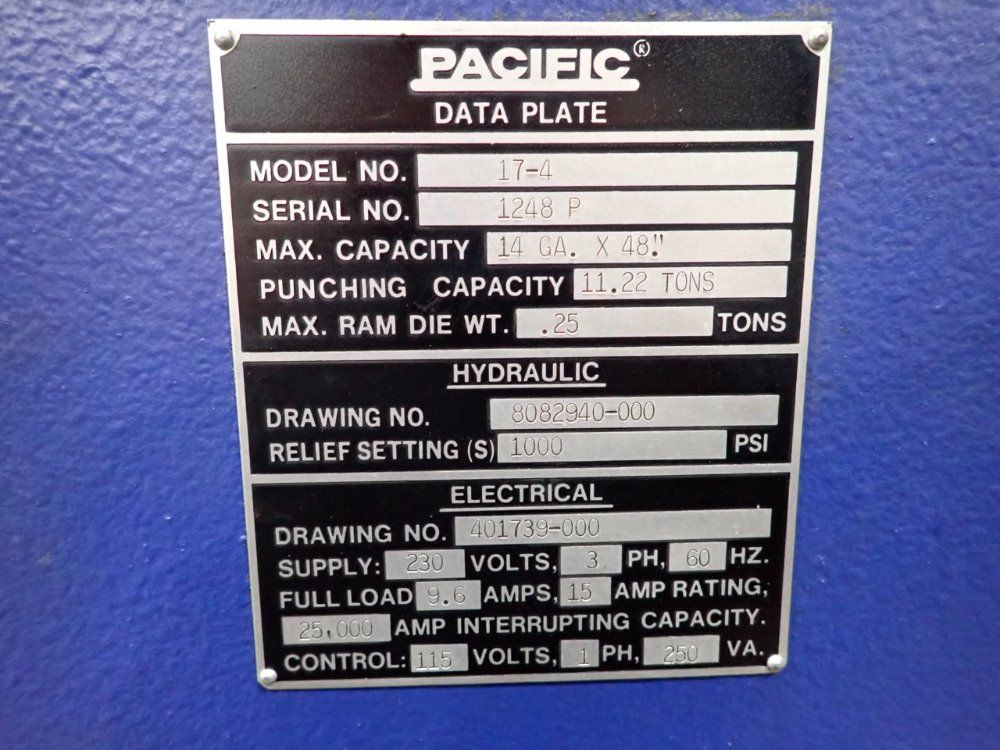 PACIFIC®
DATA PLATE
MODEL NO. 17-4
SERIAL NO. 1248 P
MAX. CAPACITY 14 GA. X 48."
PUNCHING CAPACITY 11.22 TONS
MAX. RAM DIE WT. .25 TONS
HYDRAULIC
DRAWING NO. 8082940-000
RELIEF SETTING (S) 1000 PSI
ELECTRICAL
DRAWING NO. 401739-000
SUPPLY: 230 VOLTS, 3 PH, 60 HZ.
FULL LOAD 9.6 AMPS, 15 AMP RATING,
25,000 AMP INTERRUPTING CAPACITY.
CONTROL: 115 VOLTS, 1 PH, 250 VA.